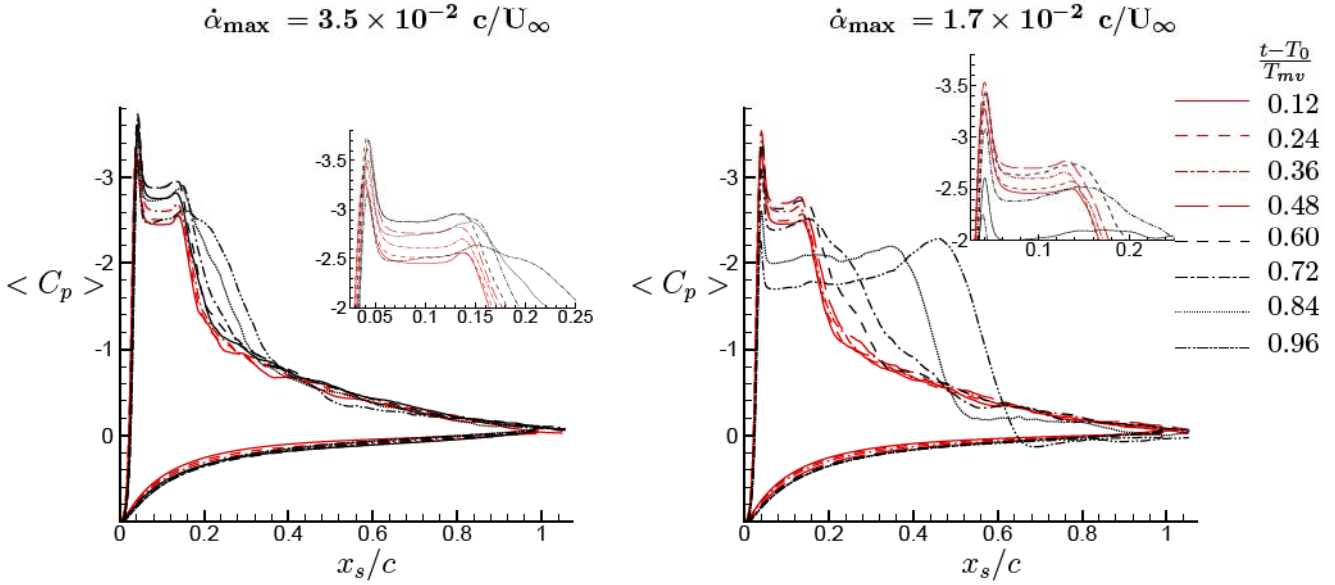 α̇max = 3.5 × 10⁻² c/U∞
α̇max = 1.7 × 10⁻² c/U∞
-3.5
-3
-2.5
-2
0.05 0.1 0.15 0.2 0.25
-3
-2
-1
0
< Cp >
0 0.2 0.4 0.6 0.8 1
xs/c
-3.5
-3
-2.5
-2
0.1 0.2
-3
-2
-1
0
< Cp >
0 0.2 0.4 0.6 0.8 1
xs/c
t−T0
Tmv
0.12
0.24
0.36
0.48
0.60
0.72
0.84
0.96